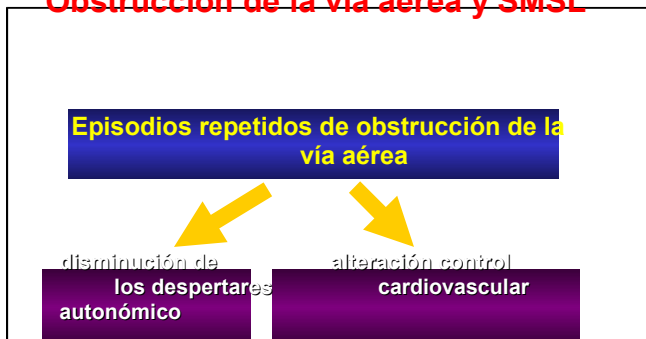 Obstrucción de la vía aérea y SMSL
Episodios repetidos de obstrucción de la
vía aérea
disminución de
los despertares
autonómico
alteración control
cardiovascular